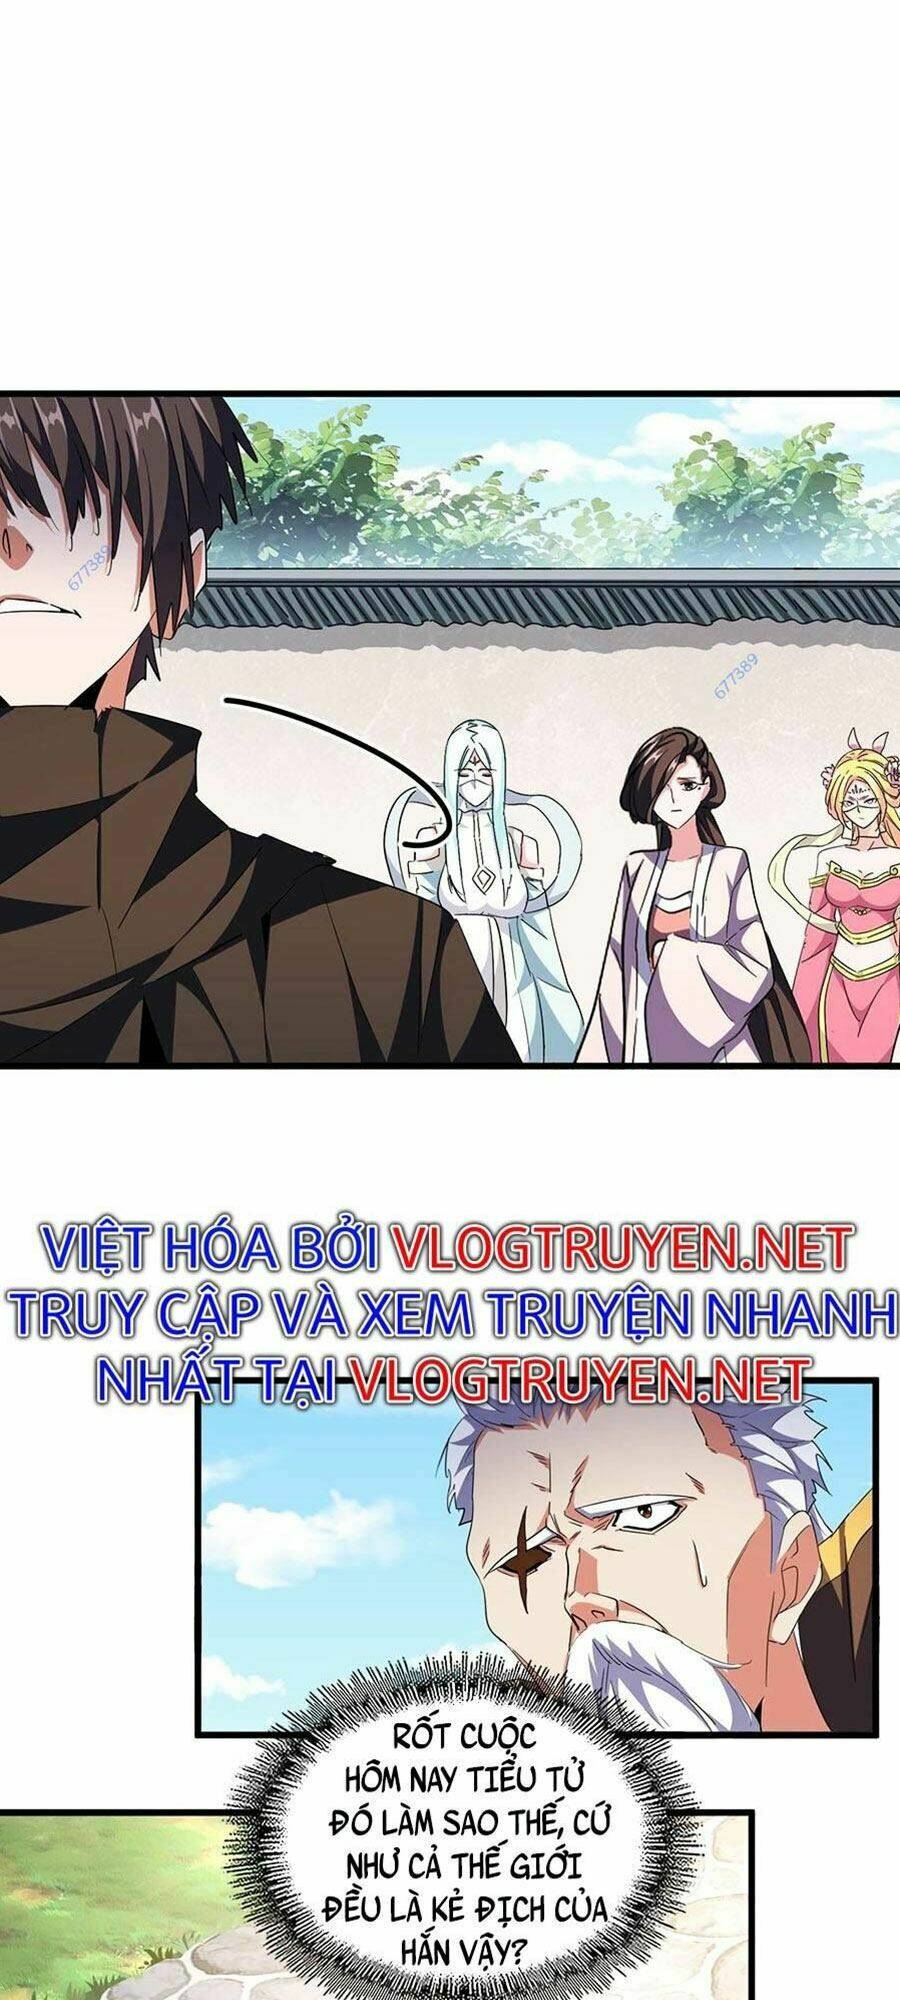 677389
677389
VIỆT HÓA BỞI VLOGTRUYEN.NET
TRUY CẬP VÀ XEM TRUYỆN NHANH
NHẤT TẠI VLOGTRUYEN.NET
RỐT CUỘC
HÔM NAY TIỂU TỬ
ĐÓ LÀM SAO THẾ, CỨ
NHƯ CẢ THẾ GIỚI
ĐỀU LÀ KẺ ĐỊCH CỦA
HẮN VẬY?